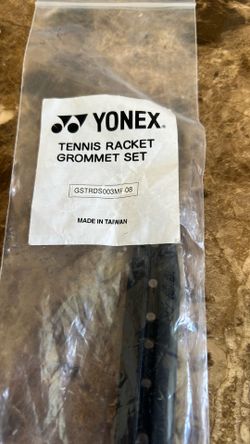 YONEX
TENNIS RACKET
GROMMET SET
GSTRDS003MF-08
MADE IN TAIWAN